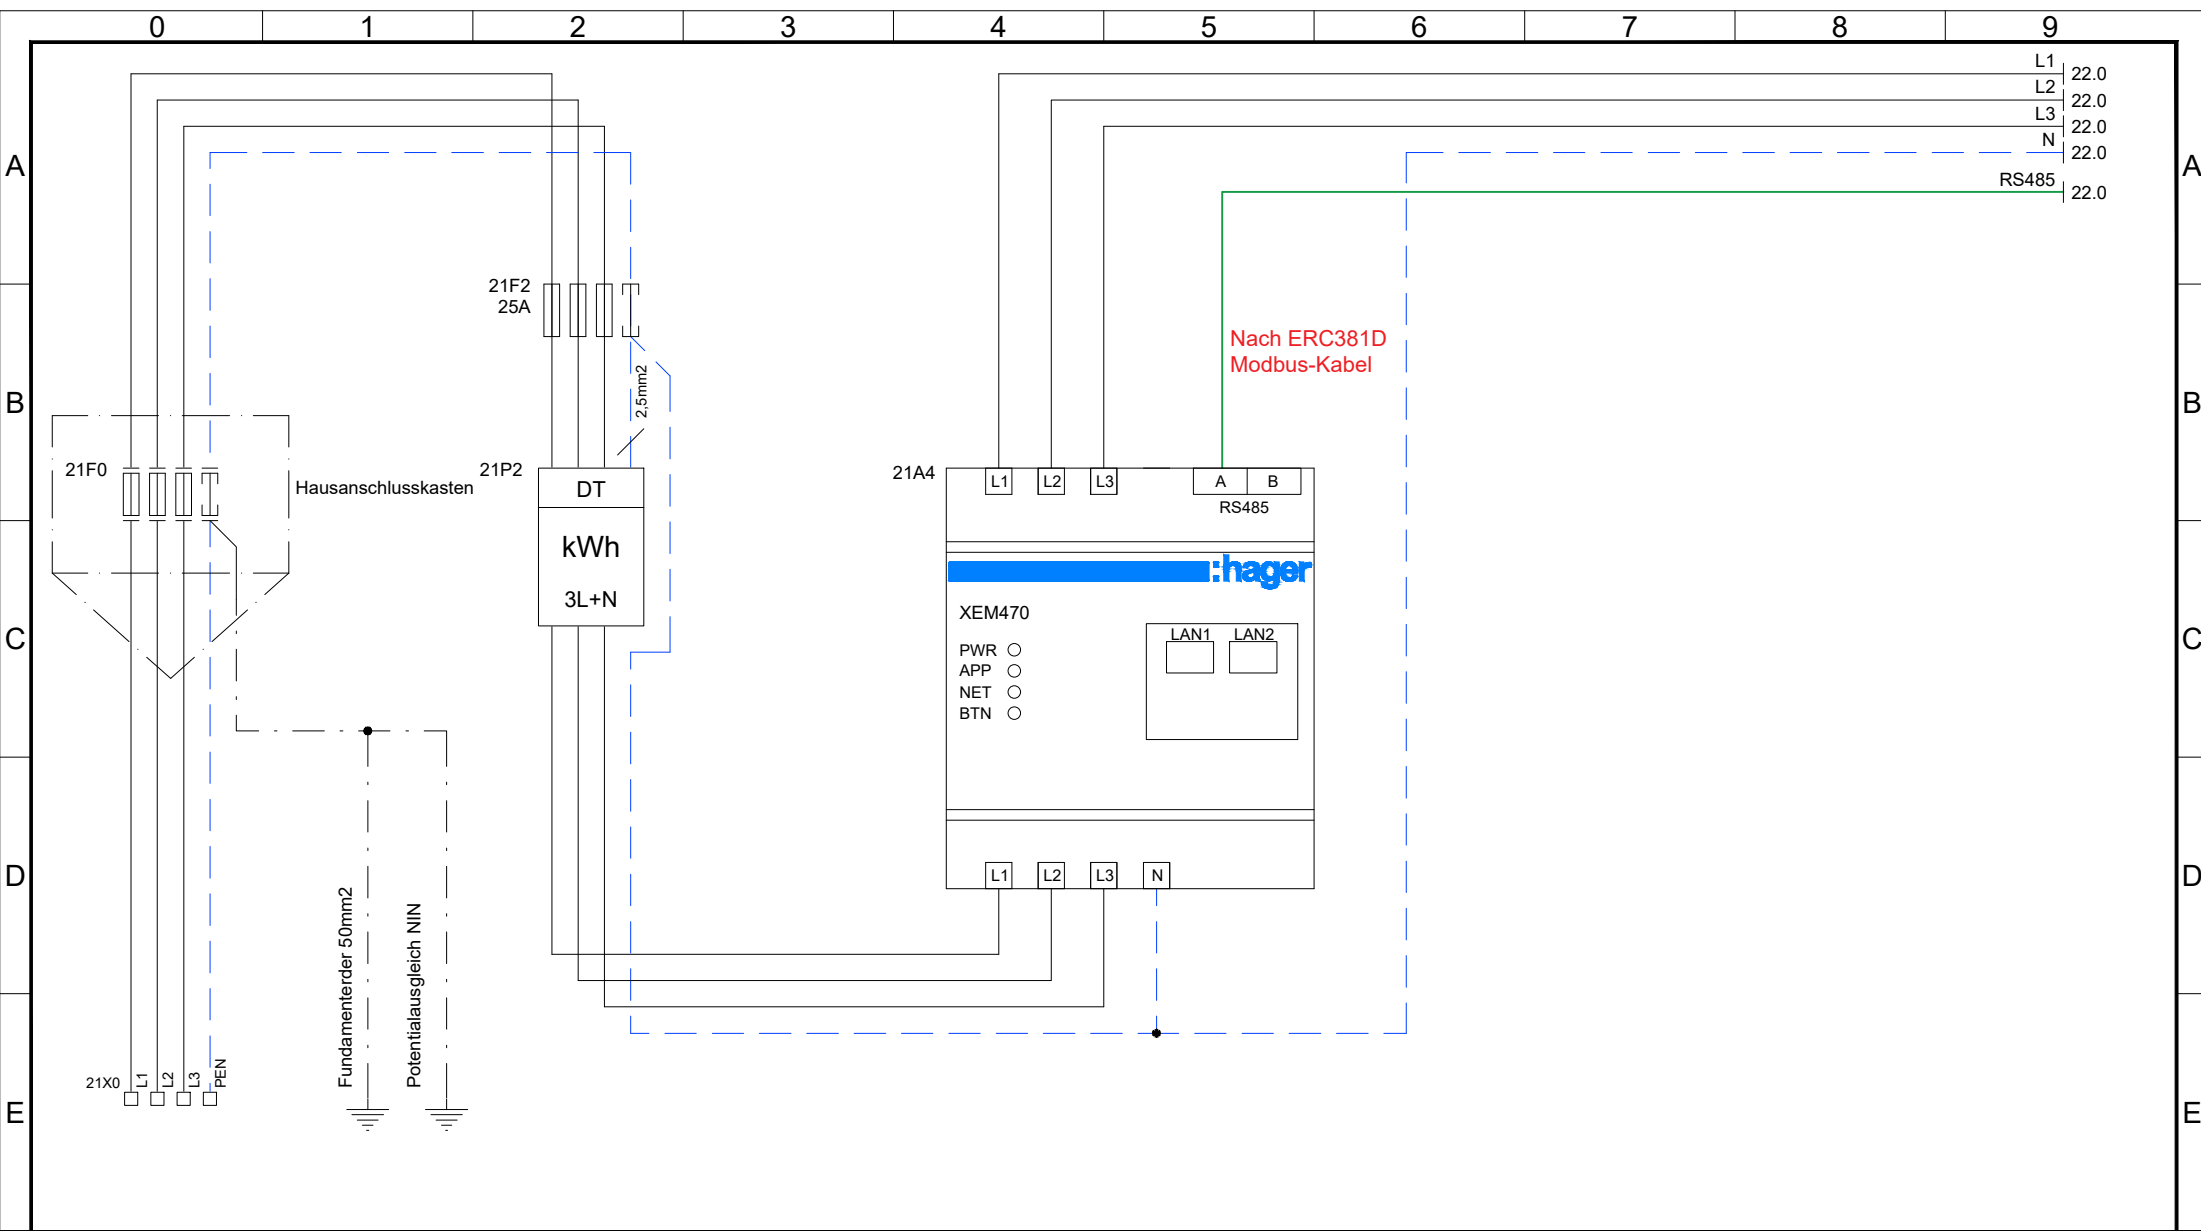 0 1 2 3 4 5 6 7 8 9
L1
22.0
L2
22.0
L3
22.0
N
22.0
A
A
RS485
22.0
21F2
25A
Nach ERC381D
Modbus-Kabel
2,5mm2
B
B
21F0
Hausanschlusskasten
21P2
DT
kWh
3L+N
21A4
L1 L2 L3 A B
RS485
:hager
XEM470
LAN1 LAN2
PWR
APP
NET
BTN
C
C
L1 L2 L3 N
D
D
Fundamenterder 50mm2
Potentialausgleich NIN
21X0
L1
L2
L3
PEN
E
E